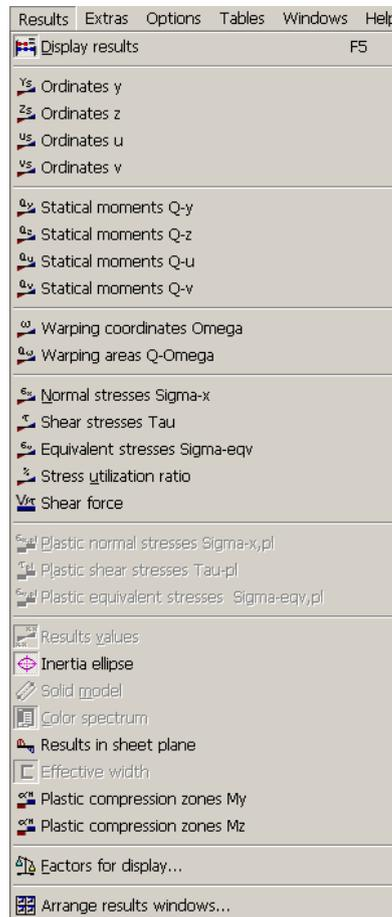 Results Extras Options Tables Windows Help
Display results F5
Ordinates y
Ordinates z
Ordinates u
Ordinates v
Statical moments Q-y
Statical moments Q-z
Statical moments Q-u
Statical moments Q-v
Warping coordinates Omega
Warping areas Q-Omega
Normal stresses Sigma-x
Shear stresses Tau
Equivalent stresses Sigma-eqv
Stress utilization ratio
Shear force
Plastic normal stresses Sigma-x,pl
Plastic shear stresses Tau-pl
Plastic equivalent stresses Sigma-eqv,pl
Results values
Inertia ellipse
Solid model
Color spectrum
Results in sheet plane
Effective width
Plastic compression zones My
Plastic compression zones Mz
Factors for display...
Arrange results windows...